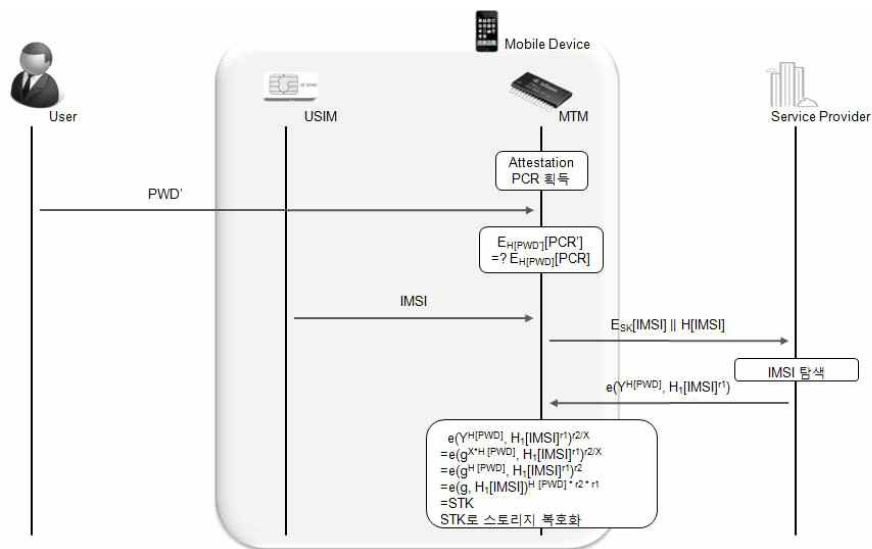 Mobile Device
User
USIM
MTM
Service Provider
Attestation
PCR 획득
PWD'
E_H[PWD'][PCR']
=? E_H[PWD][PCR]
IMSI
E_SK[IMSI] || H[IMSI]
IMSI 탐색
e(Y^H[PWD], H₁[IMSI]^r1)
e(Y^H[PWD], H₁[IMSI]^r1)^r2/X
=e(g^X*H [PWD], H₁[IMSI]^r1)^r2/X
=e(g^H [PWD], H₁[IMSI]^r1)^r2
=e(g, H₁[IMSI])^H [PWD] * r2 * r1
=STK
STK로 스토리지 복호화